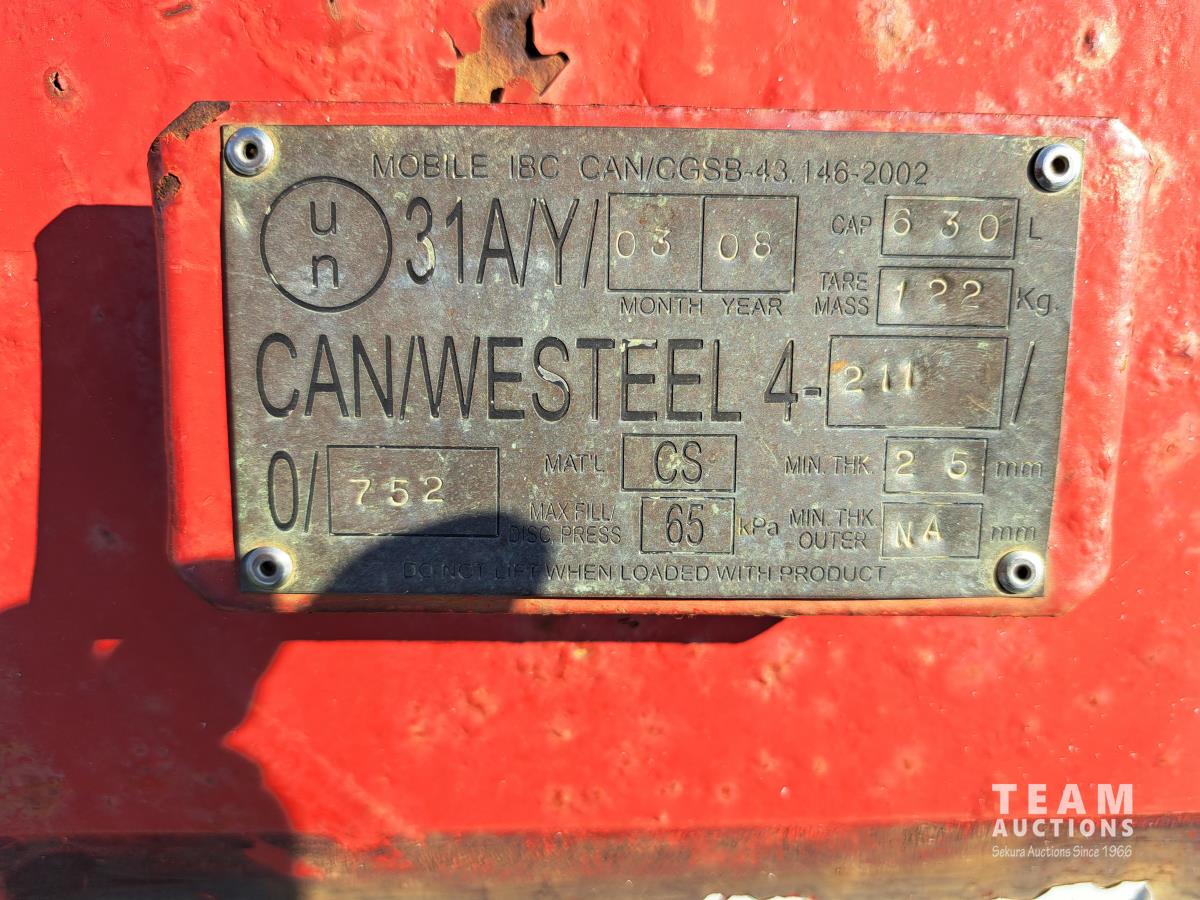 MOBILE IBC CAN/CGSB-43.146-2002
un 31A/Y/ 03 08 CAP 630 L
MONTH YEAR TARE MASS 122 Kg.
CAN/WESTEEL 4- 211 /
0/ 752 MAT'L CS MIN. THK. 2 5 mm
MAX FILL/ DISC. PRESS 65 kPa MIN. THK. OUTER NA mm
DO NOT LIFT WHEN LOADED WITH PRODUCT
TEAM
AUCTIONS
Sekura Auctions Since 1966